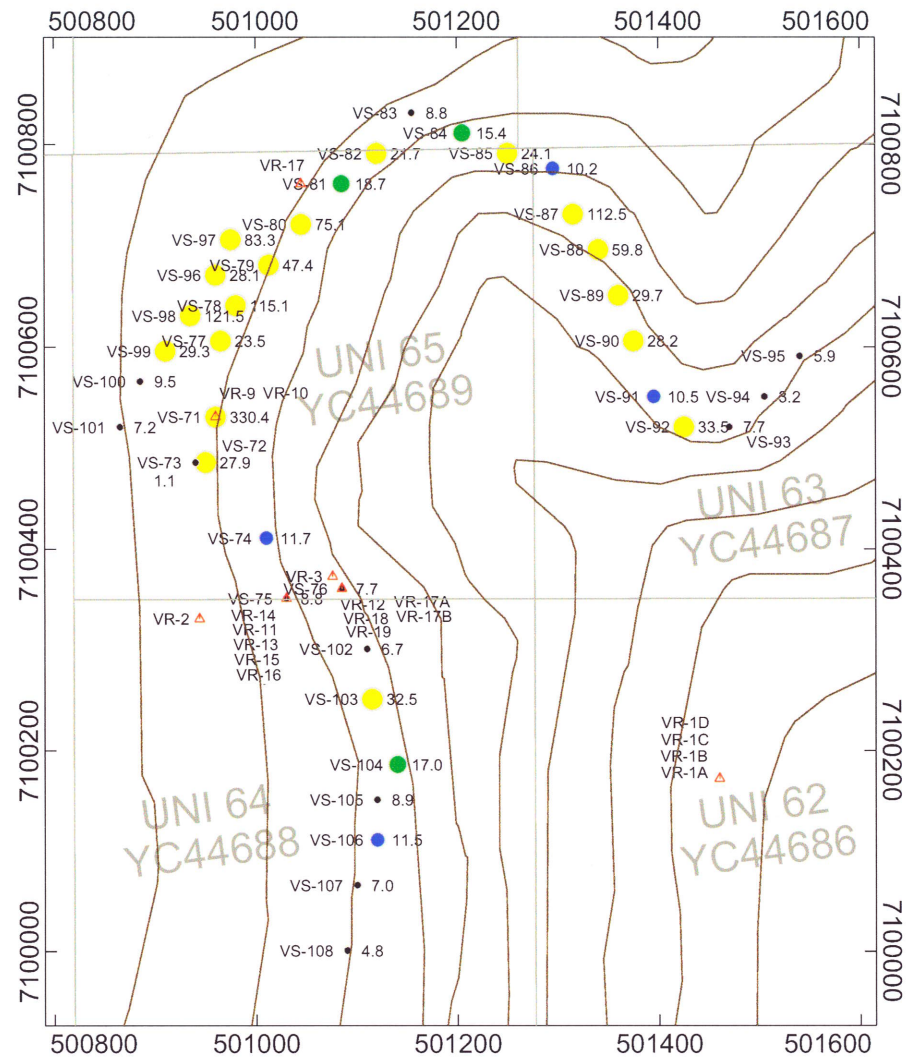 500800 501000 501200 501400 501600
7100800 7100800
VS-83 8.8
VS-84 15.4
VS-82 21.7 VS-85 24.1
VR-17 VS-86 10.2
VS-81 18.7
VS-87 112.5
VS-80 75.1
VS-97 83.3
VS-88 59.8
VS-79 47.4
VS-96 28.1
VS-89 29.7
VS-78 115.1
VS-98 121.5
7100600 7100600
VS-77 23.5 VS-90 28.2
VS-99 29.3 UNI 65 VS-95 5.9
VS-100 9.5
VR-9 VR-10 YC44689 VS-91 10.5 VS-94 3.2
VS-71 330.4
VS-101 7.2 VS-92 33.5 7.7
VS-72 VS-93
VS-73 27.9
1.1
UNI 63
YC44687
7100400 7100400
VS-74 11.7
VR-3
VS-76 7.7
VS-75 8.8 VR-12 VR-17A
VR-2 VR-14 VR-18 VR-17B
VR-11 VR-19
VR-13 VS-102 6.7
VR-15
VR-16
VS-103 32.5
VR-1D
VR-1C
7100200 7100200
VR-1B
VS-104 17.0 VR-1A
UNI 64 VS-105 8.9 UNI 62
YC44688 VS-106 11.5 YC44686
VS-107 7.0
7100000 7100000
VS-108 4.8
500800 501000 501200 501400 501600